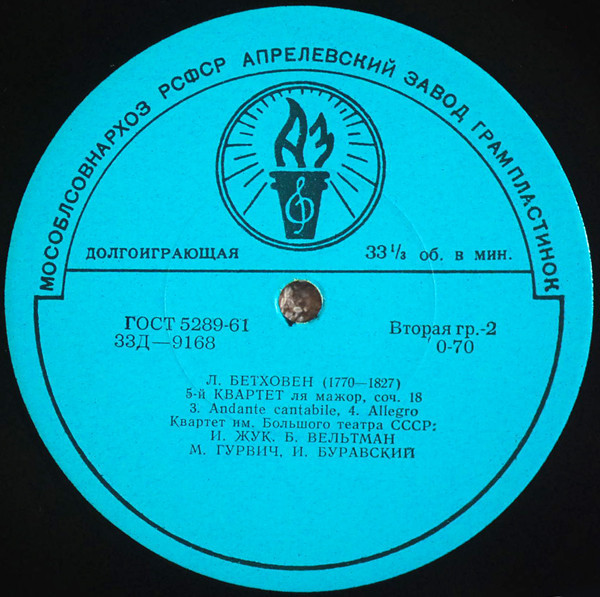 МОСОБЛСОВНАРХОЗ РСФСР АПРЕЛЕВСКИЙ ЗАВОД ГРАМПЛАСТИНОК
АЗ
ДОЛГОИГРАЮЩАЯ 33⅓ об. в мин.
ГОСТ 5289-61 Вторая гр.-2
33Д—9168 0-70
Л. БЕТХОВЕН (1770—1827)
5-й КВАРТЕТ ля мажор, соч. 18
3. Andante cantabile, 4. Allegro
Квартет им. Большого театра СССР:
И. ЖУК, Б. ВЕЛЬТМАН
М. ГУРВИЧ, И. БУРАВСКИЙ